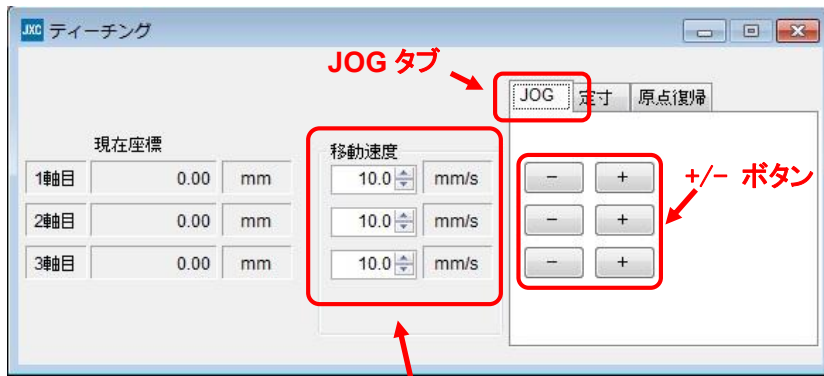 JXC ティーチング
JOG タブ
JOG 定寸 原点復帰
現在座標 移動速度
1軸目 0.00 mm 10.0 mm/s - +
+/- ボタン
2軸目 0.00 mm 10.0 mm/s - +
3軸目 0.00 mm 10.0 mm/s - +